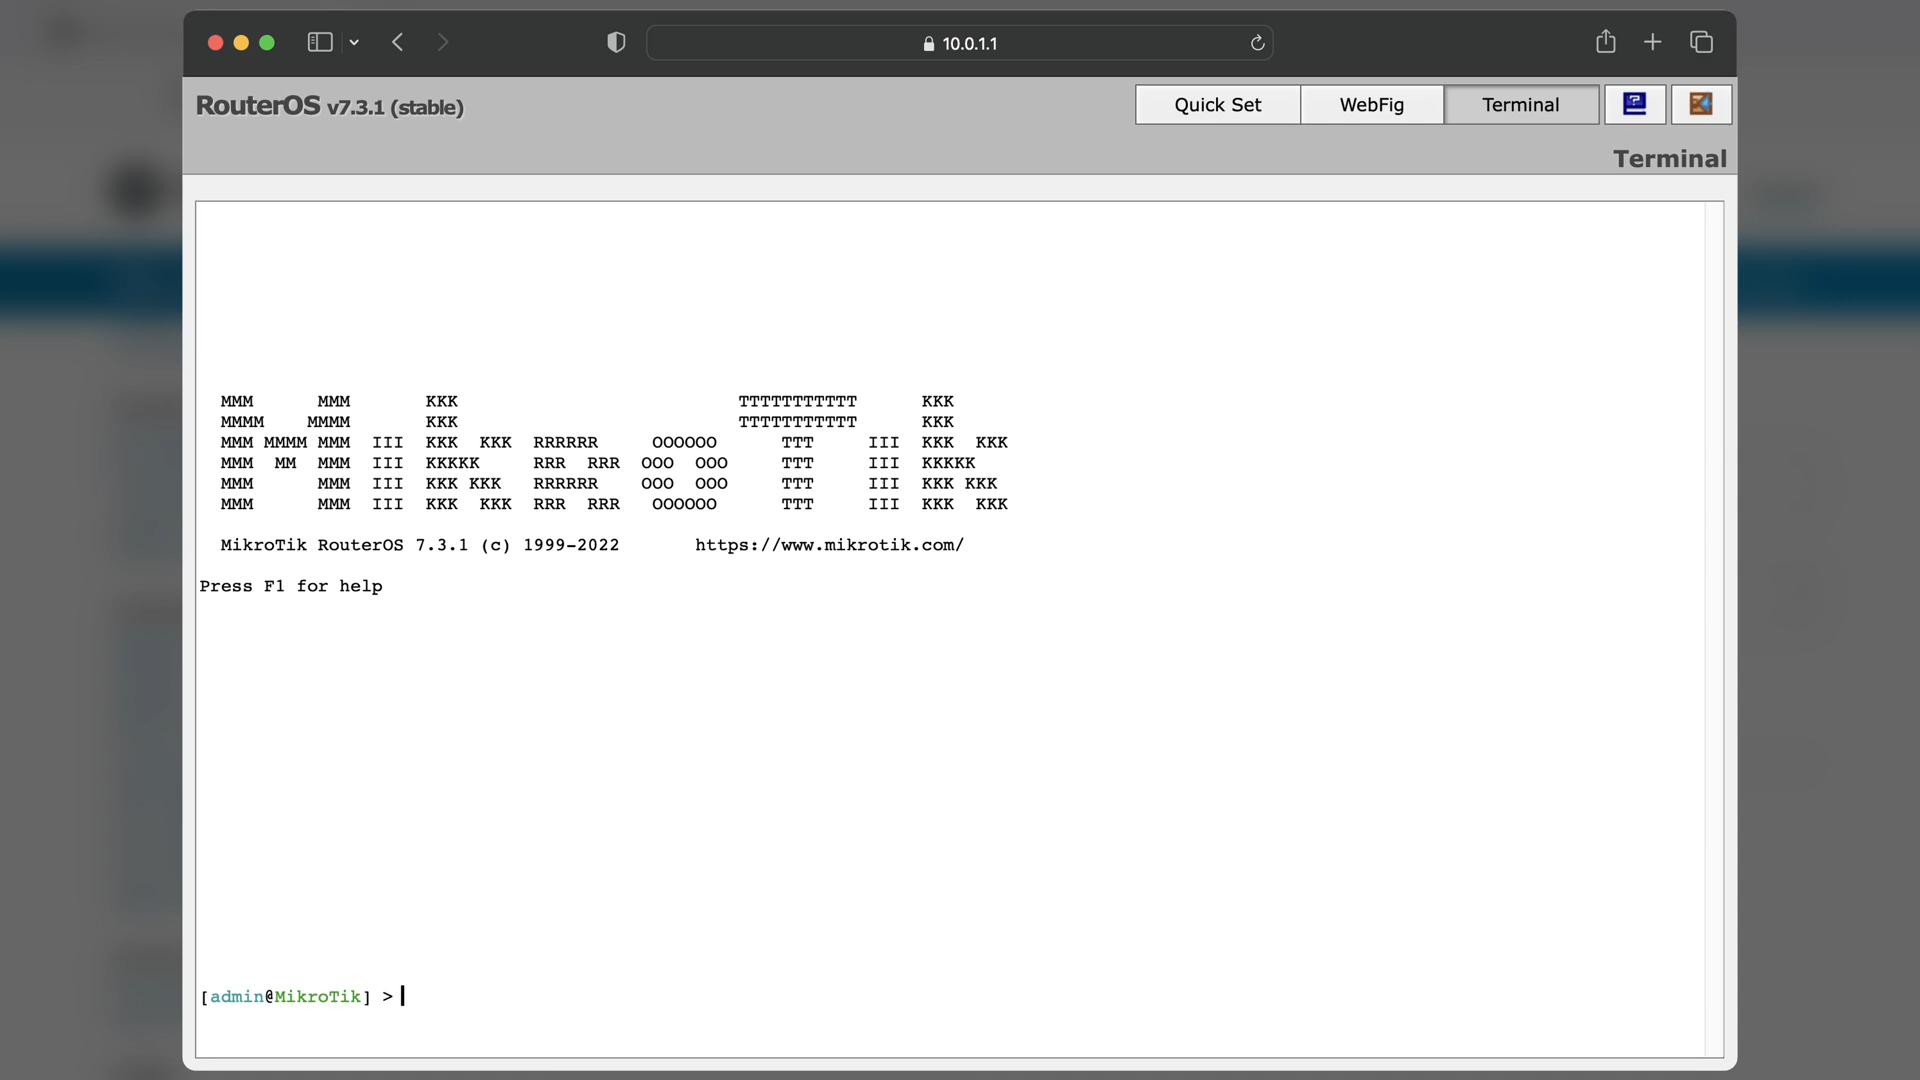 10.0.1.1
RouterOS v7.3.1 (stable)
Quick Set
WebFig
Terminal
Terminal
MMM      MMM       KKK                          TTTTTTTTTTT      KKK
MMMM    MMMM       KKK                          TTTTTTTTTTT      KKK
MMM MMMM MMM  III  KKK  KKK  RRRRRR     OOOOOO      TTT     III  KKK  KKK
MMM  MM  MMM  III  KKKKK     RRR  RRR  OOO  OOO     TTT     III  KKKKK
MMM      MMM  III  KKK KKK   RRRRRR    OOO  OOO     TTT     III  KKK KKK
MMM      MMM  III  KKK  KKK  RRR  RRR   OOOOOO      TTT     III  KKK  KKK
MikroTik RouterOS 7.3.1 (c) 1999-2022       https://www.mikrotik.com/
Press F1 for help
[admin@MikroTik] >